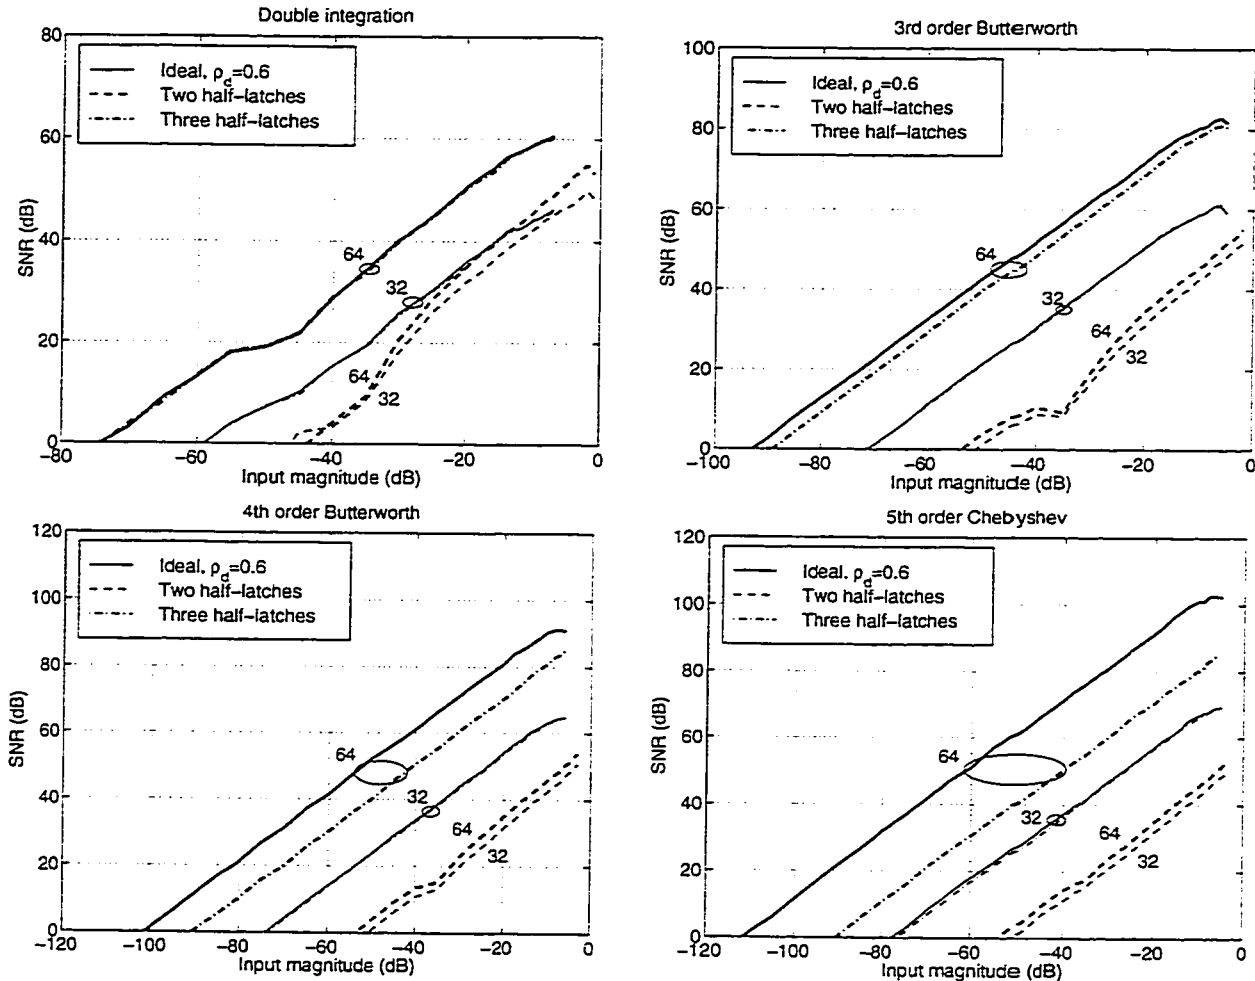 Double integration
80
60
40
20
0
SNR (dB)
Ideal, ρd=0.6
Two half-latches
Three half-latches
64
32
64
32
-80
-60
-40
-20
0
Input magnitude (dB)
3rd order Butterworth
100
80
60
40
20
0
SNR (dB)
Ideal, ρd=0.6
Two half-latches
Three half-latches
64
32
64
32
-100
-80
-60
-40
-20
0
Input magnitude (dB)
4th order Butterworth
120
100
80
60
40
20
0
SNR (dB)
Ideal, ρd=0.6
Two half-latches
Three half-latches
64
32
64
32
-120
-100
-80
-60
-40
-20
0
Input magnitude (dB)
5th order Chebyshev
120
100
80
60
40
20
0
SNR (dB)
Ideal, ρd=0.6
Two half-latches
Three half-latches
64
32
64
32
-120
-100
-80
-60
-40
-20
0
Input magnitude (dB)